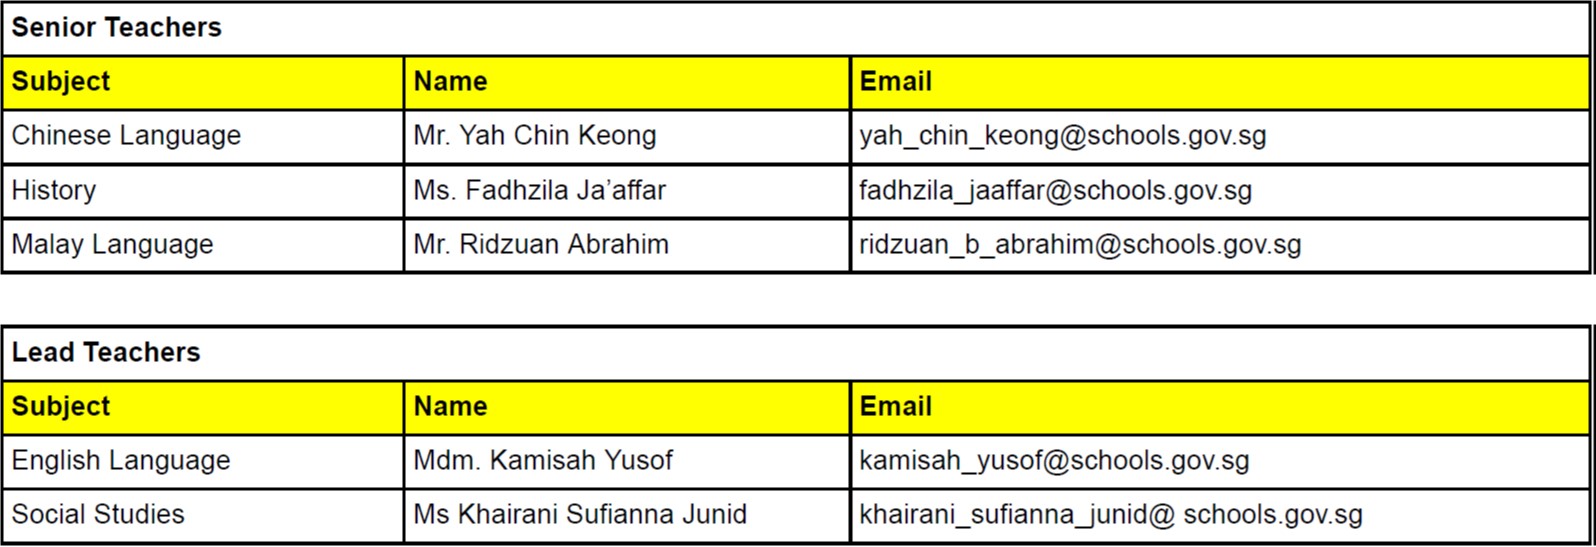 Senior Teachers
Subject Name Email
Chinese Language Mr. Yah Chin Keong yah_chin_keong@schools.gov.sg
History Ms. Fadhzila Ja’affar fadhzila_jaaffar@schools.gov.sg
Malay Language Mr. Ridzuan Abrahim ridzuan_b_abrahim@schools.gov.sg
Lead Teachers
Subject Name Email
English Language Mdm. Kamisah Yusof kamisah_yusof@schools.gov.sg
Social Studies Ms Khairani Sufianna Junid khairani_sufianna_junid@ schools.gov.sg